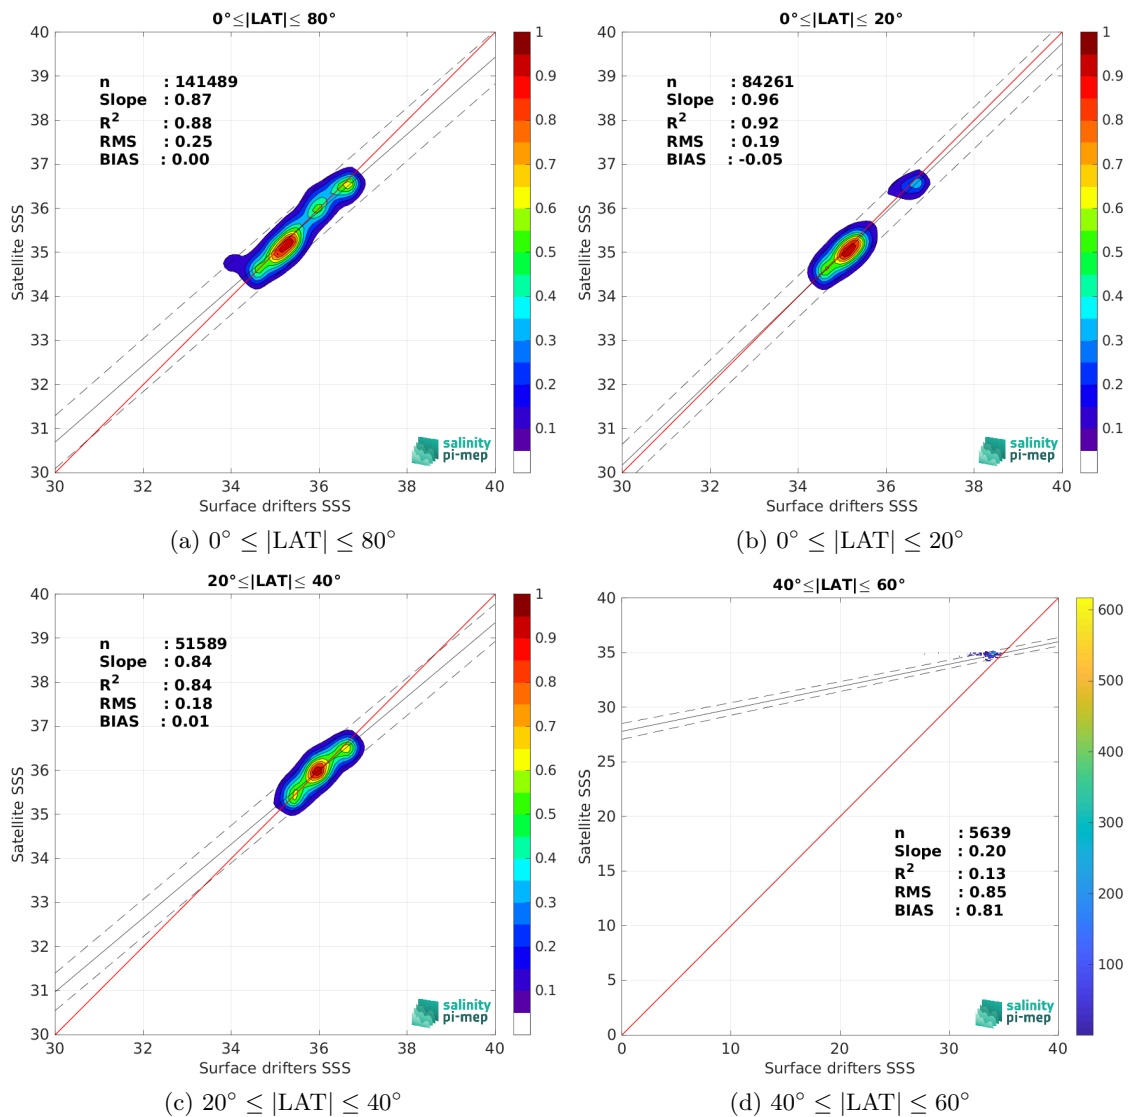 0°≤|LAT|≤ 80°
40
39
38
37
36
35
34
33
32
31
30
30
32
34
36
38
40
Satellite SSS
Surface drifters SSS
n : 141489
Slope : 0.87
R2 : 0.88
RMS : 0.25
BIAS : 0.00
salinity
pi-mep
1
0.9
0.8
0.7
0.6
0.5
0.4
0.3
0.2
0.1
(a) 0° ≤ |LAT| ≤ 80°
0°≤|LAT|≤ 20°
40
39
38
37
36
35
34
33
32
31
30
30
32
34
36
38
40
Satellite SSS
Surface drifters SSS
n : 84261
Slope : 0.96
R2 : 0.92
RMS : 0.19
BIAS : -0.05
salinity
pi-mep
1
0.9
0.8
0.7
0.6
0.5
0.4
0.3
0.2
0.1
(b) 0° ≤ |LAT| ≤ 20°
20°≤|LAT|≤ 40°
40
39
38
37
36
35
34
33
32
31
30
30
32
34
36
38
40
Satellite SSS
Surface drifters SSS
n : 51589
Slope : 0.84
R2 : 0.84
RMS : 0.18
BIAS : 0.01
salinity
pi-mep
1
0.9
0.8
0.7
0.6
0.5
0.4
0.3
0.2
0.1
(c) 20° ≤ |LAT| ≤ 40°
40°≤|LAT|≤ 60°
40
35
30
25
20
15
10
5
0
0
10
20
30
40
Satellite SSS
Surface drifters SSS
n : 5639
Slope : 0.20
R2 : 0.13
RMS : 0.85
BIAS : 0.81
salinity
pi-mep
600
500
400
300
200
100
(d) 40° ≤ |LAT| ≤ 60°